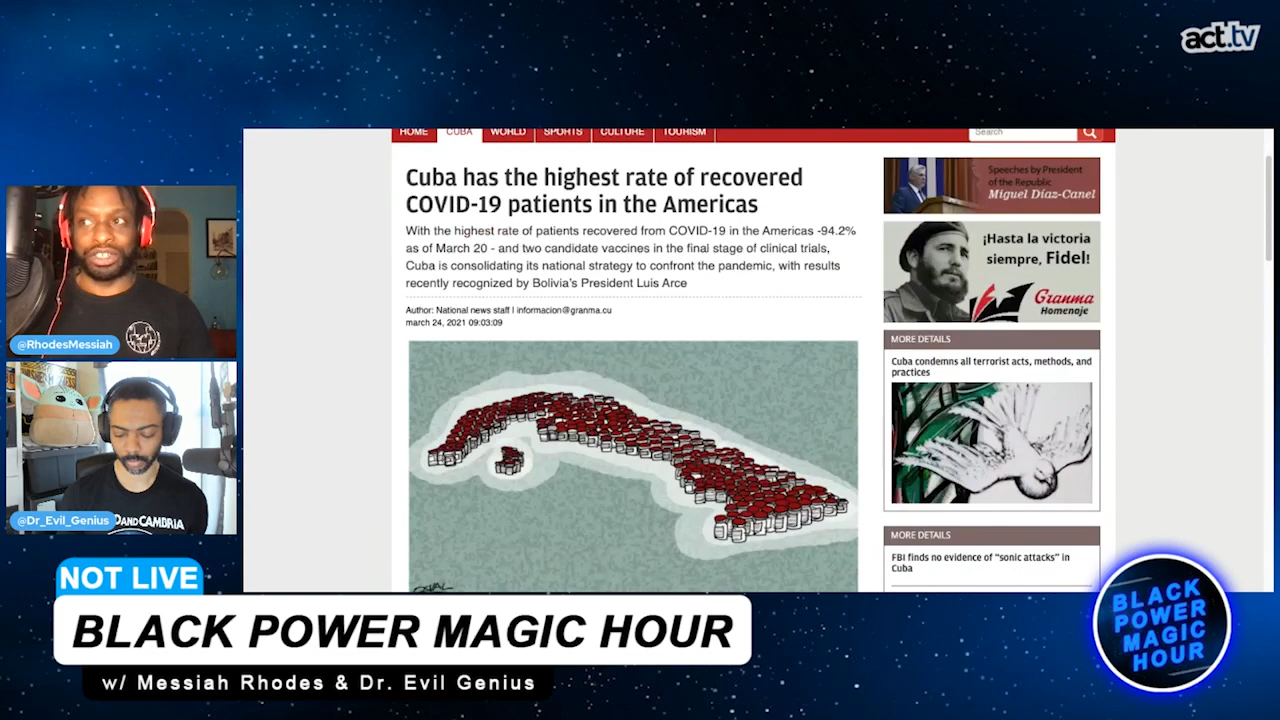 act.tv
HOME CUBA WORLD SPORTS CULTURE TOURISM
Search
Cuba has the highest rate of recovered
COVID-19 patients in the Americas
With the highest rate of patients recovered from COVID-19 in the Americas -94.2%
as of March 20 - and two candidate vaccines in the final stage of clinical trials,
Cuba is consolidating its national strategy to confront the pandemic, with results
recently recognized by Bolivia's President Luis Arce
Author: National news staff | informacion@granma.cu
march 24, 2021 09:03:09
Speeches by President
of the Republic
Miguel Díaz-Canel
¡Hasta la victoria
siempre, Fidel!
Granma
Homenaje
MORE DETAILS
Cuba condemns all terrorist acts, methods, and
practices
MORE DETAILS
FBI finds no evidence of "sonic attacks" in
Cuba
@RhodesMessiah
@Dr_Evil_Genius
AND CAMBRIA
NOT LIVE
BLACK POWER MAGIC HOUR
w/ Messiah Rhodes & Dr. Evil Genius
BLACK
POWER
MAGIC
HOUR